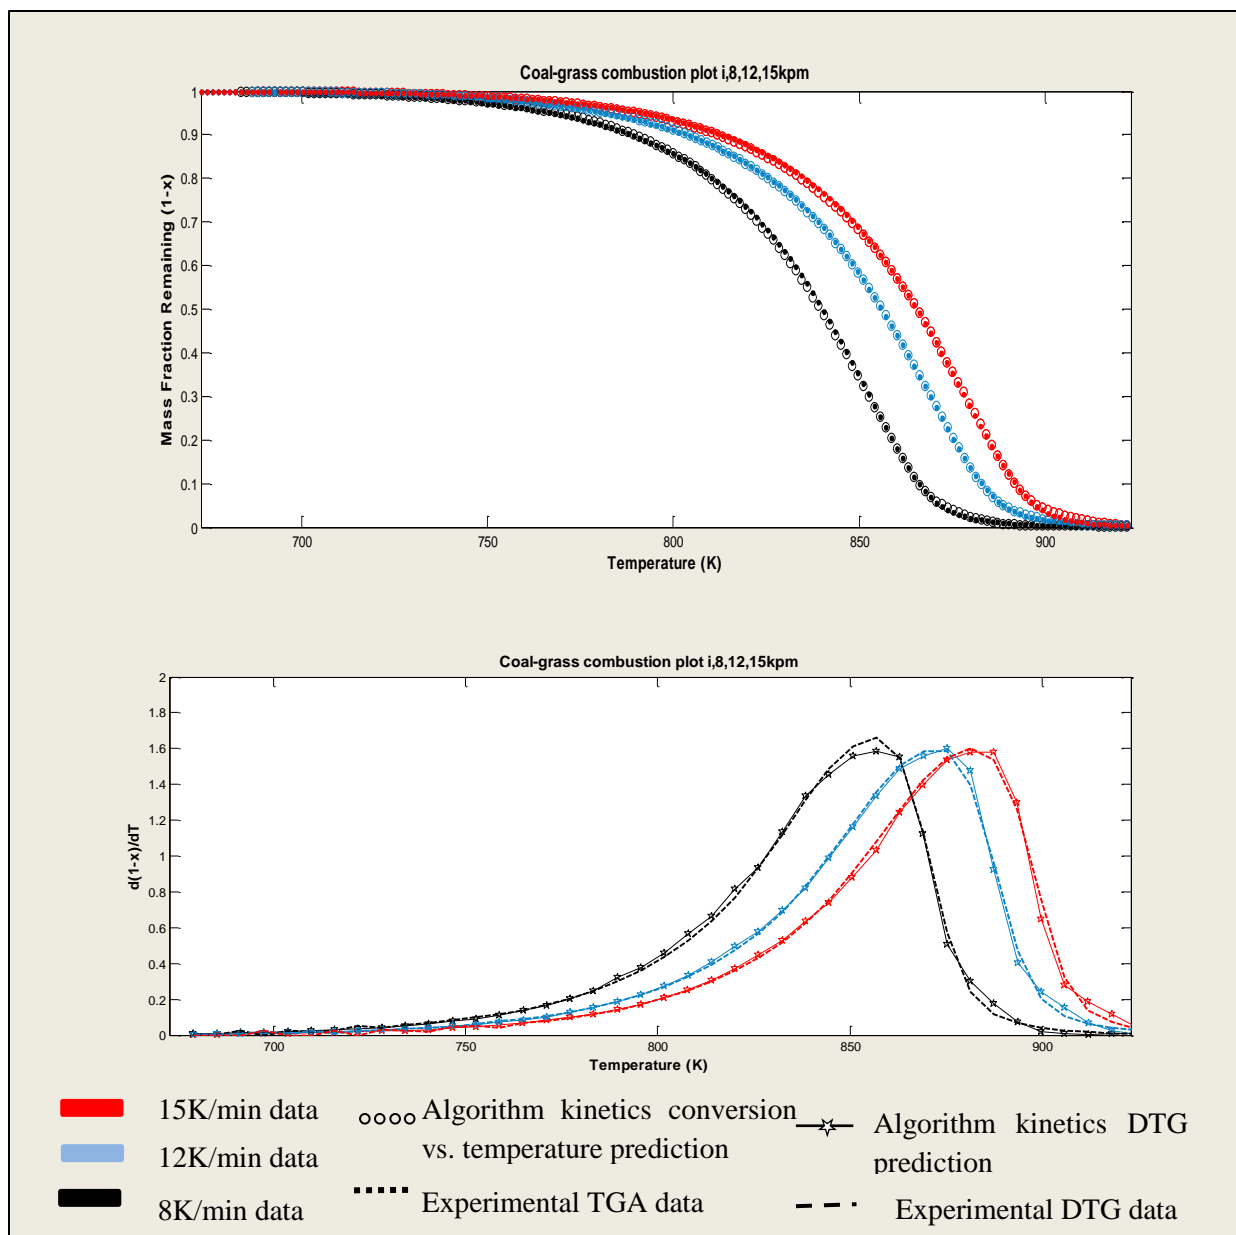 Coal-grass combustion plot i,8,12,15kpm
1
0.9
0.8
0.7
0.6
0.5
0.4
0.3
0.2
0.1
0
Mass Fraction Remaining (1-x)
700 750 800 850 900
Temperature (K)
Coal-grass combustion plot i,8,12,15kpm
2
1.8
1.6
1.4
1.2
1
0.8
0.6
0.4
0.2
0
d(1-x)/dT
700 750 800 850 900
Temperature (K)
15K/min data
12K/min data
8K/min data
Algorithm kinetics conversion
vs. temperature prediction
Experimental TGA data
Algorithm kinetics DTG
prediction
Experimental DTG data